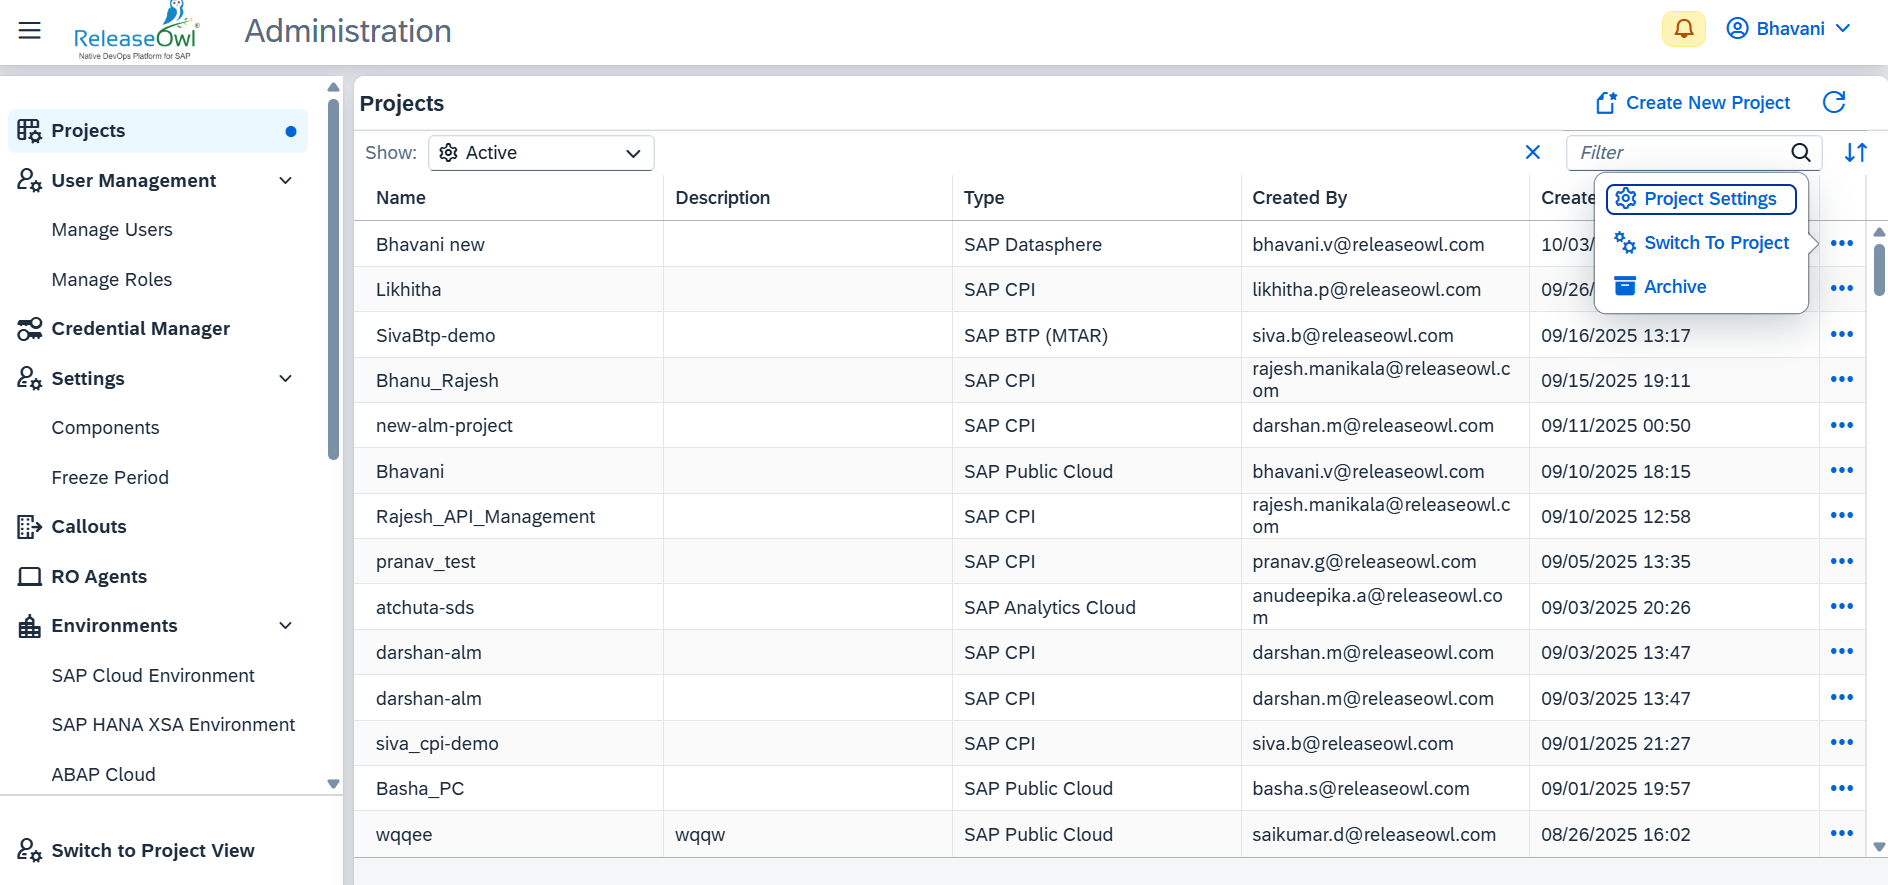 ReleaseOwl®
Native DevOps Platform for SAP
Administration
Bhavani
Projects
User Management
Manage Users
Manage Roles
Credential Manager
Settings
Components
Freeze Period
Callouts
RO Agents
Environments
SAP Cloud Environment
SAP HANA XSA Environment
ABAP Cloud
Switch to Project View
Projects
Create New Project
Show: Active
Filter
Name Description Type Created By Create
Project Settings
Switch To Project
Archive
Bhavani new SAP Datasphere bhavani.v@releaseowl.com 10/03/
Likhitha SAP CPI likhitha.p@releaseowl.com 09/26/
SivaBtp-demo SAP BTP (MTAR) siva.b@releaseowl.com 09/16/2025 13:17
Bhanu_Rajesh SAP CPI rajesh.manikala@releaseowl.c 09/15/2025 19:11
om
new-alm-project SAP CPI darshan.m@releaseowl.com 09/11/2025 00:50
Bhavani SAP Public Cloud bhavani.v@releaseowl.com 09/10/2025 18:15
Rajesh_API_Management SAP CPI rajesh.manikala@releaseowl.c 09/10/2025 12:58
om
pranav_test SAP CPI pranav.g@releaseowl.com 09/05/2025 13:35
atchuta-sds SAP Analytics Cloud anudeepika.a@releaseowl.co 09/03/2025 20:26
m
darshan-alm SAP CPI darshan.m@releaseowl.com 09/03/2025 13:47
darshan-alm SAP CPI darshan.m@releaseowl.com 09/03/2025 13:47
siva_cpi-demo SAP CPI siva.b@releaseowl.com 09/01/2025 21:27
Basha_PC SAP Public Cloud basha.s@releaseowl.com 09/01/2025 19:57
wqqee wqqw SAP Public Cloud saikumar.d@releaseowl.com 08/26/2025 16:02